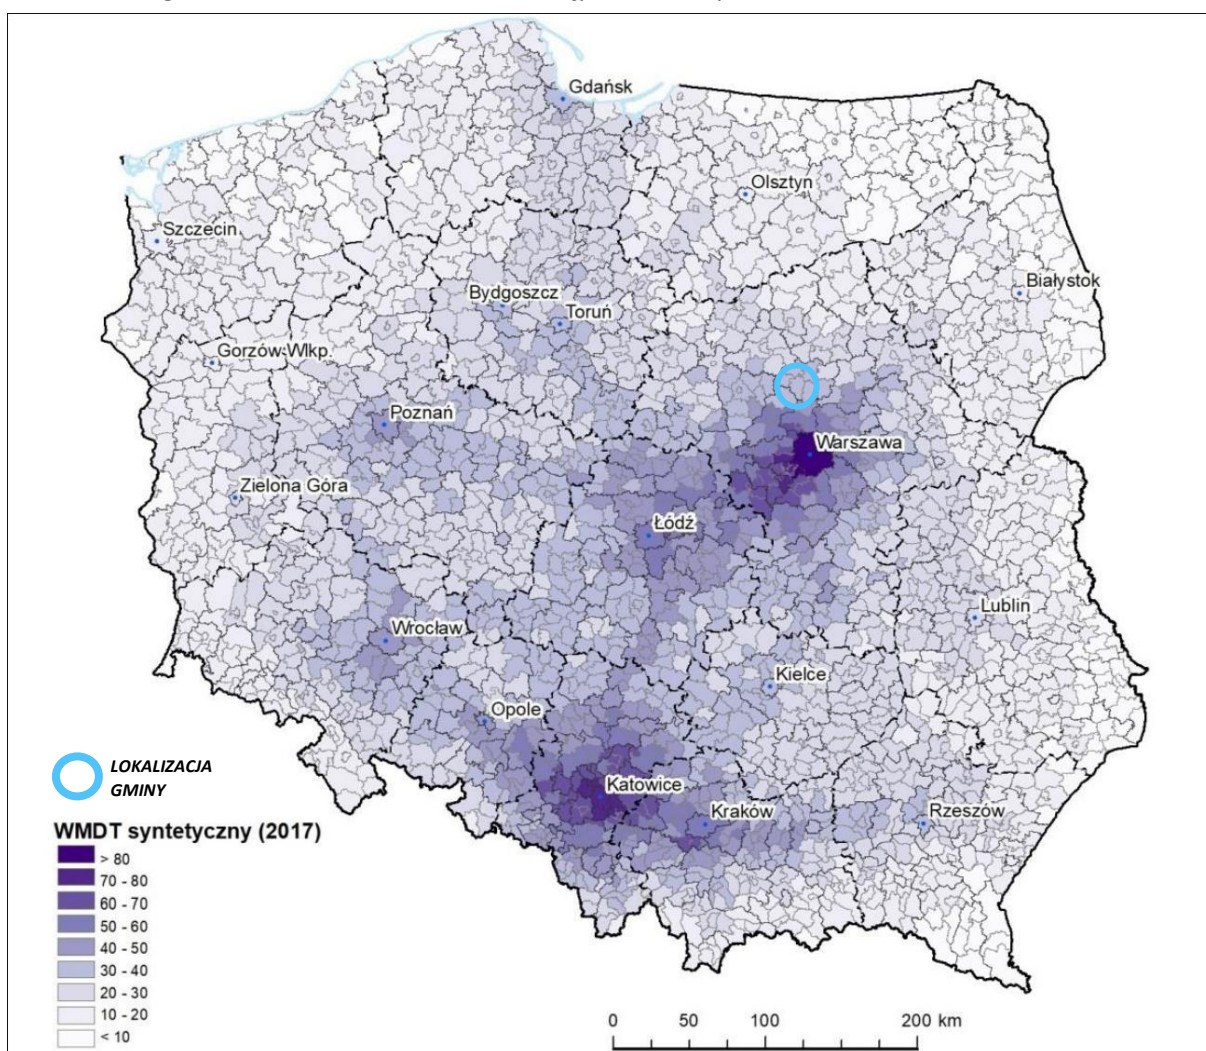 Gdańsk
Olsztyn
Szczecin
Białystok
Bydgoszcz
Toruń
Gorzów Wlkp.
Poznań
Warszawa
Zielona Góra
Łódź
Lublin
Wrocław
Kielce
Opole
Katowice
Kraków
Rzeszów
LOKALIZACJA
GMINY
WMDT syntetyczny (2017)
> 80
70 - 80
60 - 70
50 - 60
40 - 50
30 - 40
20 - 30
10 - 20
< 10
0 50 100 200 km